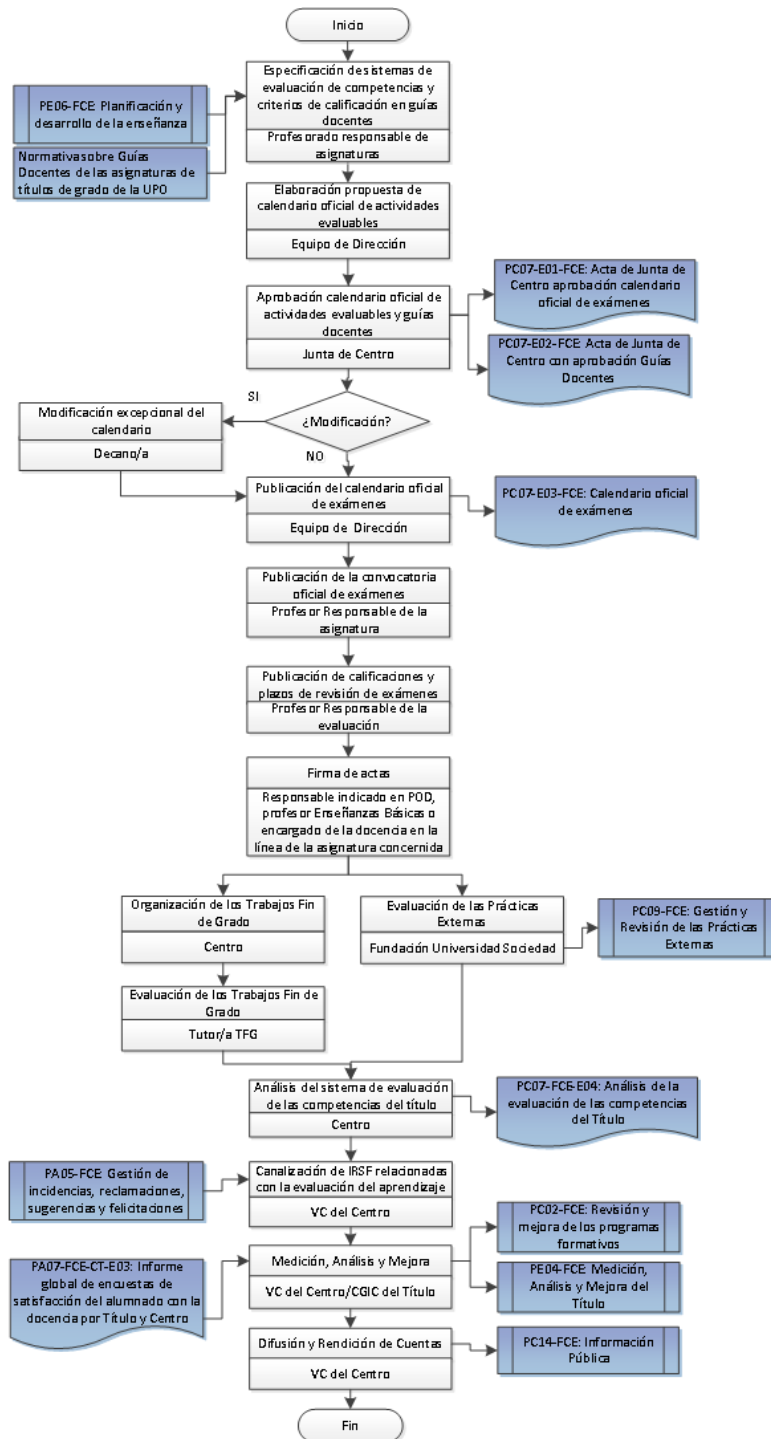 Inicio
Especificación de sistemas de
evaluación de competencias y
criterios de calificación en guías
docentes
Profesorado responsable de
asignaturas
PE06-FCE: Planificación y
desarrollo de la enseñanza
Normativa sobre Guías
Docentes de las asignaturas de
títulos de grado de la UPO
Elaboración propuesta de
calendario oficial de actividades
evaluables
Equipo de Dirección
Aprobación calendario oficial de
actividades evaluables y guías
docentes
Junta de Centro
PC07-E01-FCE: Acta de Junta de
Centro aprobación calendario
oficial de exámenes
PC07-E02-FCE: Acta de Junta de
Centro con aprobación Guías
Docentes
SI
¿Modificación?
NO
Modificación excepcional del
calendario
Decano/a
Publicación del calendario oficial
de exámenes
Equipo de Dirección
PC07-E03-FCE: Calendario oficial
de exámenes
Publicación de la convocatoria
oficial de exámenes
Profesor Responsable de la
asignatura
Publicación de calificaciones y
plazos de revisión de exámenes
Profesor Responsable de la
evaluación
Firma de actas
Responsable indicado en POD,
profesor Enseñanzas Básicas o
encargado de la docencia en la
línea de la asignatura concernida
Organización de los Trabajos Fin
de Grado
Centro
Evaluación de los Trabajos Fin de
Grado
Tutor/a TFG
Evaluación de las Prácticas
Externas
Fundación Universidad Sociedad
PC09-FCE: Gestión y
Revisión de las Prácticas
Externas
Análisis del sistema de evaluación
de las competencias del título
Centro
PC07-FCE-E04: Análisis de la
evaluación de las competencias
del Título
PA05-FCE: Gestión de
incidencias, reclamaciones,
sugerencias y felicitaciones
Canalización de IRSF relacionadas
con la evaluación del aprendizaje
VC del Centro
PA07-FCE-CT-E03: Informe
global de encuestas de
satisfacción del alumnado con la
docencia por Título y Centro
Medición, Análisis y Mejora
VC del Centro/CGIC del Título
PC02-FCE: Revisión y
mejora de los programas
formativos
PE04-FCE: Medición,
Análisis y Mejora del
Título
Difusión y Rendición de Cuentas
VC del Centro
PC14-FCE: Información
Pública
Fin